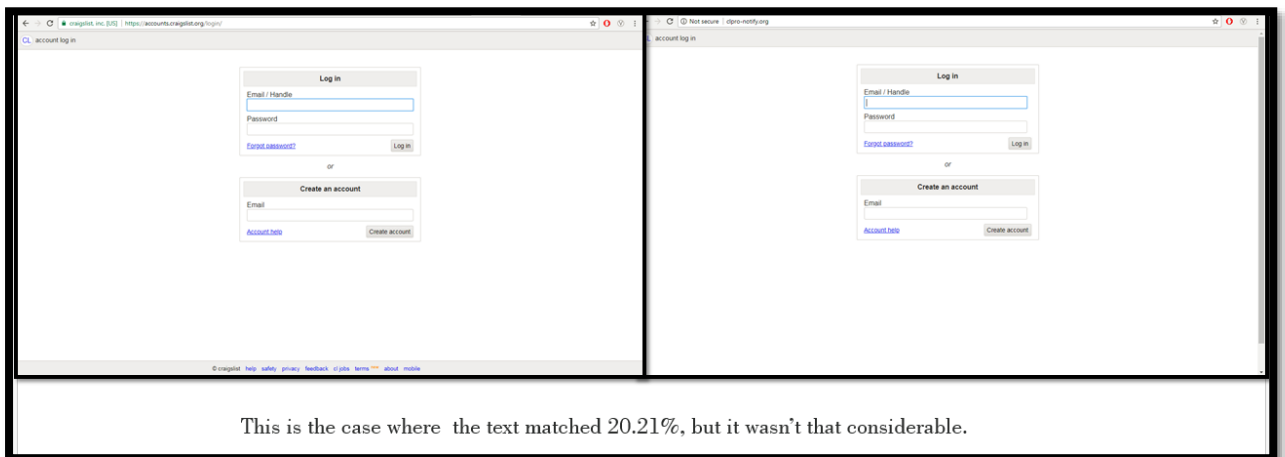 craigslist, inc. [US] | https://accounts.craigslist.org/login/
CL account log in
Log in
Email / Handle
Password
Forgot password? Log in
or
Create an account
Email
Account help Create account
© craigslist help safety privacy feedback cl jobs terms new about mobile
Not secure | clpro-notify.org
account log in
Log in
Email / Handle
Password
Forgot password? Log in
or
Create an account
Email
Account help Create account
This is the case where the text matched 20.21%, but it wasn't that considerable.